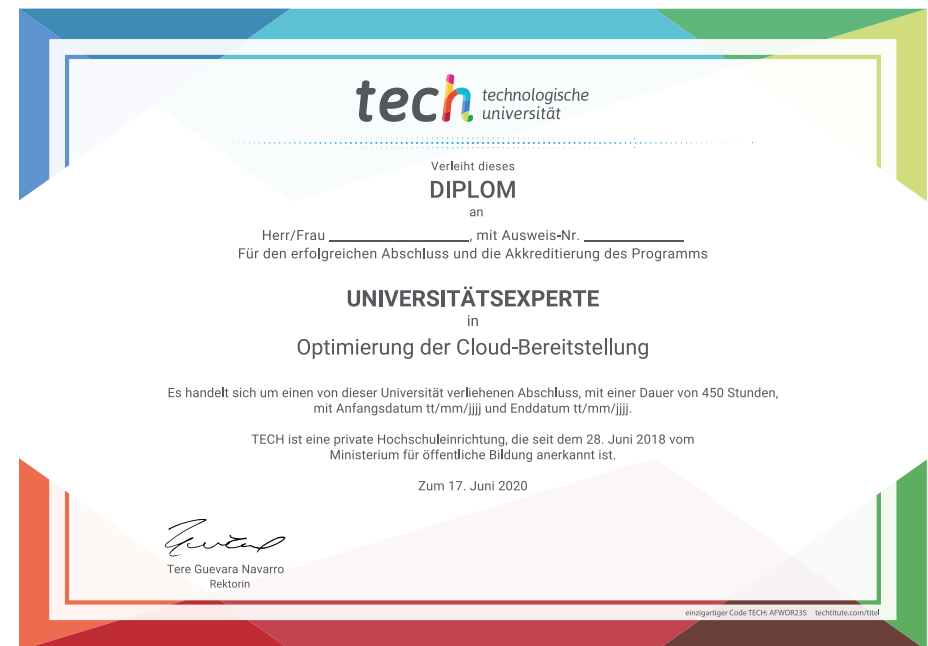 tech technologische
universität
Verleiht dieses
DIPLOM
an
Herr/Frau ____________________, mit Ausweis-Nr. ______________
Für den erfolgreichen Abschluss und die Akkreditierung des Programms
UNIVERSITÄTSEXPERTE
in
Optimierung der Cloud-Bereitstellung
Es handelt sich um einen von dieser Universität verliehenen Abschluss, mit einer Dauer von 450 Stunden,
mit Anfangsdatum tt/mm/jjjj und Enddatum tt/mm/jjjj.
TECH ist eine private Hochschuleinrichtung, die seit dem 28. Juni 2018 vom
Ministerium für öffentliche Bildung anerkannt ist.
Zum 17. Juni 2020
Tere Guevara Navarro
Rektorin
einzigartiger Code TECH: AFWOR23S techtitute.com/titel